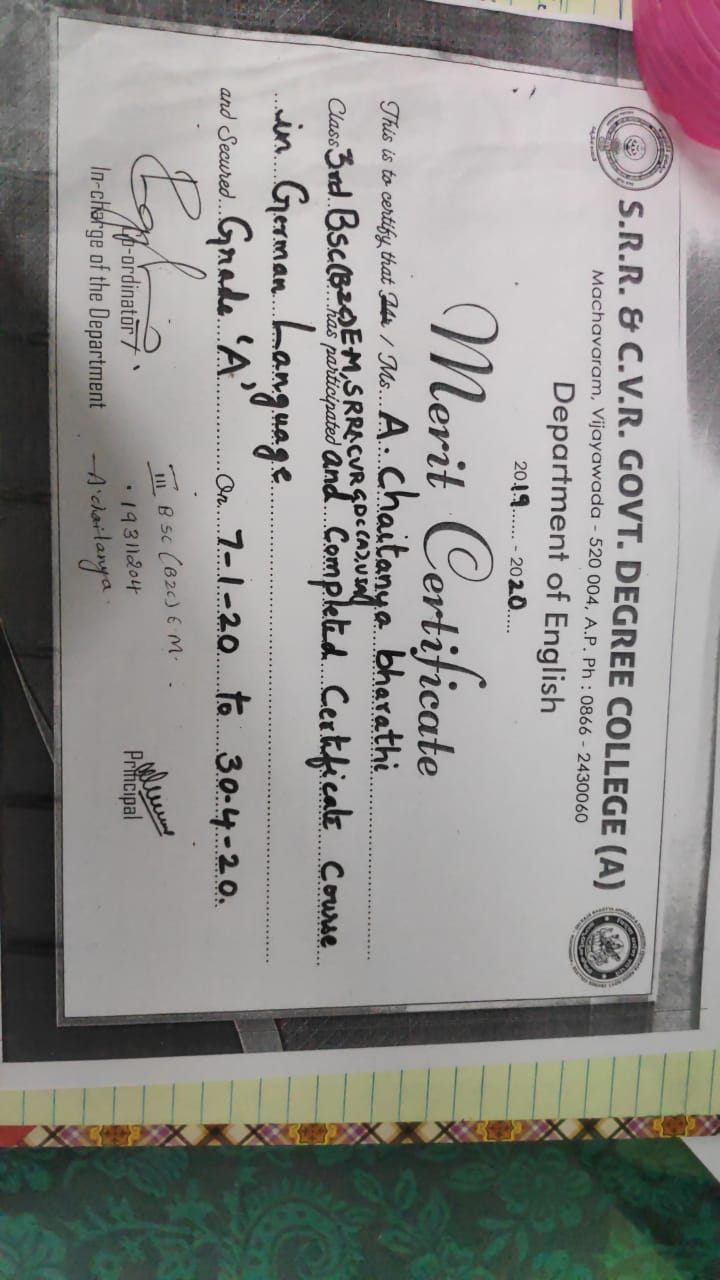 S.R.R. & C.V.R. GOVT. DEGREE COLLEGE (A)
Machavaram, Vijayawada - 520 004, A.P. Ph : 0866 - 2430060
Department of English
2019...... - 2020.....
Merit Certificate
This is to certify that Mr / Ms... A. Chaitanya bharathi
Class 3rd Bsc(BZC)EM, SRR&CVR GDC(A) has participated and Completed Certificate Course
...in German Language
and Secured Grade 'A' On 7-1-20 to 30-4-20.
Co-ordinator /
In-charge of the Department
Principal
III BSC (BZC) E.M.
19311204
A. chaitanya.